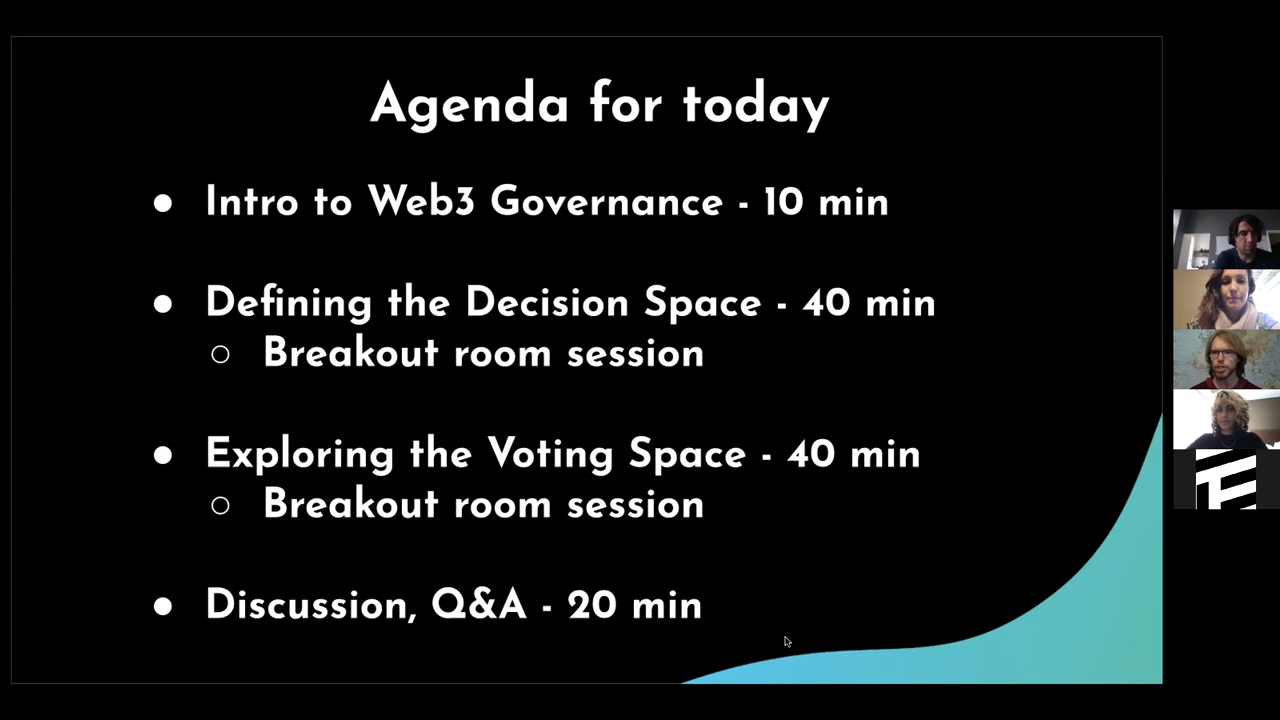 Agenda for today
● Intro to Web3 Governance - 10 min
● Defining the Decision Space - 40 min
○ Breakout room session
● Exploring the Voting Space - 40 min
○ Breakout room session
● Discussion, Q&A - 20 min